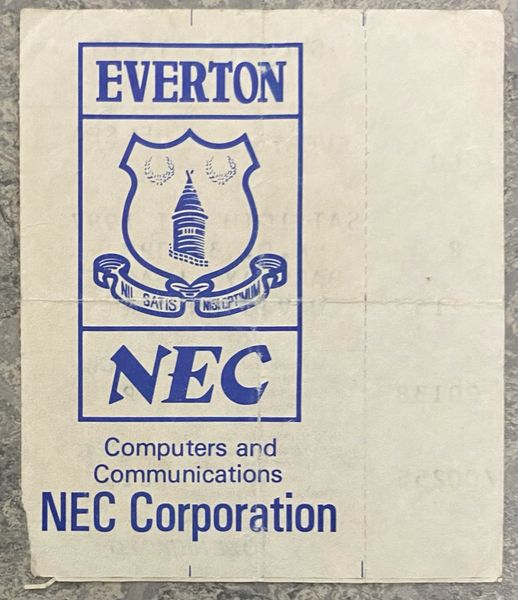 EVERTON
NIL SATIS NISI OPTIMUM
NEC
Computers and
Communications
NEC Corporation